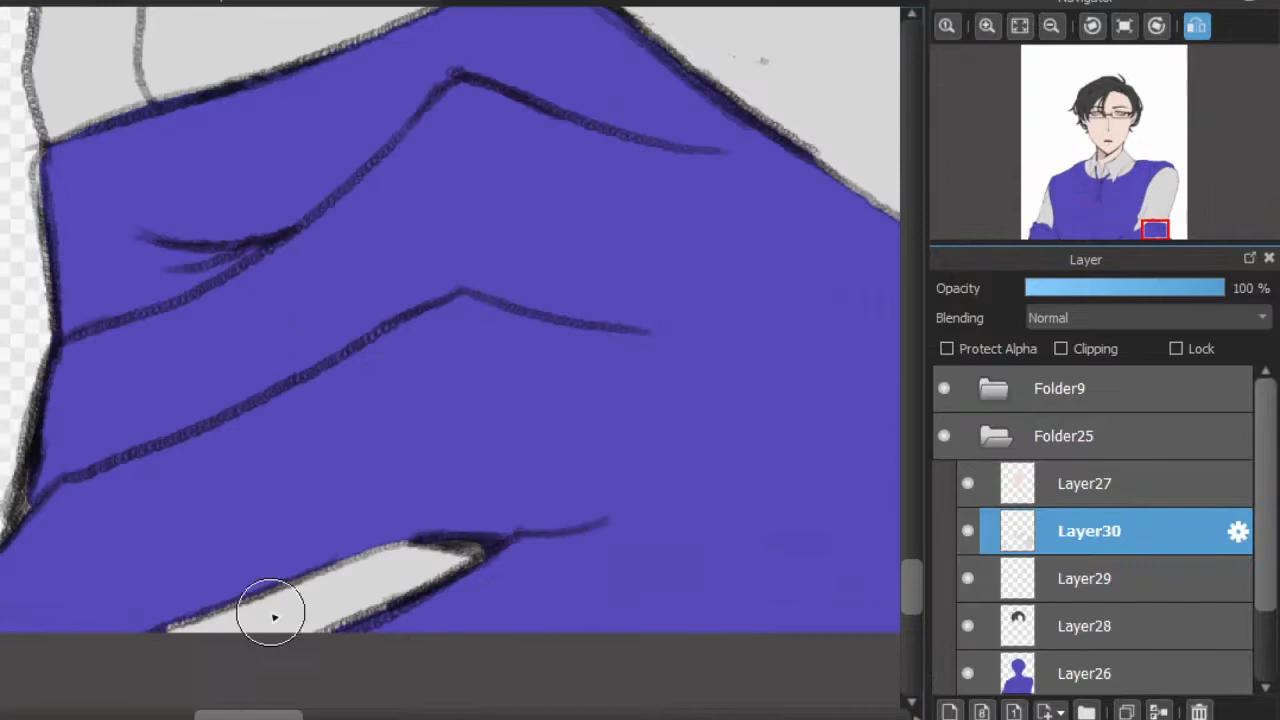 Navigator
Layer
Opacity 100 %
Blending Normal
Protect Alpha Clipping Lock
Folder9
Folder25
Layer27
Layer30
Layer29
Layer28
Layer26